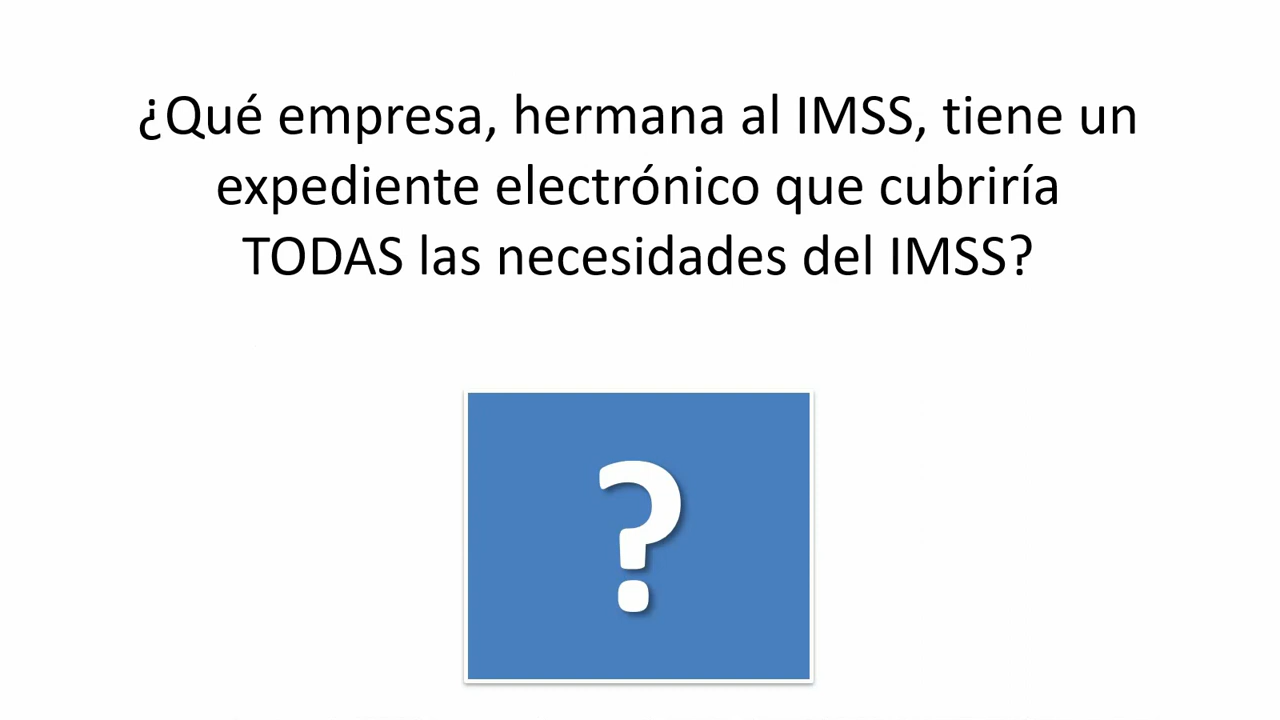 ¿Qué empresa, hermana al IMSS, tiene un
expediente electrónico que cubriría
TODAS las necesidades del IMSS?
?